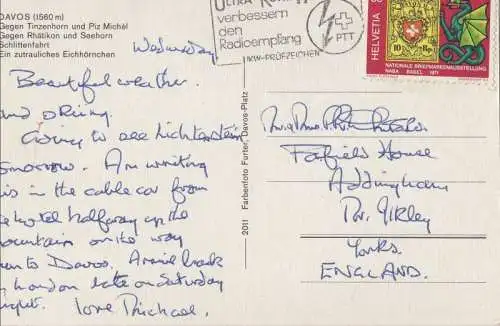 DAVOS (1560 m)
Gegen Tinzenhorn und Piz Michèl
Gegen Rhätikon und Seehorn
Schlittenfahrt
Ein zutrauliches Eichhörnchen
Wednesday
Beautiful weather
and skiing.
Going to see Lichtenstein
tomorrow. Am writing
this in the cable car from
the hotel halfway up the
mountain on the way
down to Davos. Arrive back
in London late on Saturday
night. love Michael.
verbessern
den
Radioempfang
PRÜFZEICHEN
PTT
HELVETIA
NATIONALE BRIEFMARKENAUSSTELLUNG
NABA BASEL 1971
2011 Farbenfoto Furter, Davos-Platz
House
Addingham
Nr. Ilkley
Yorks.
ENGLAND.